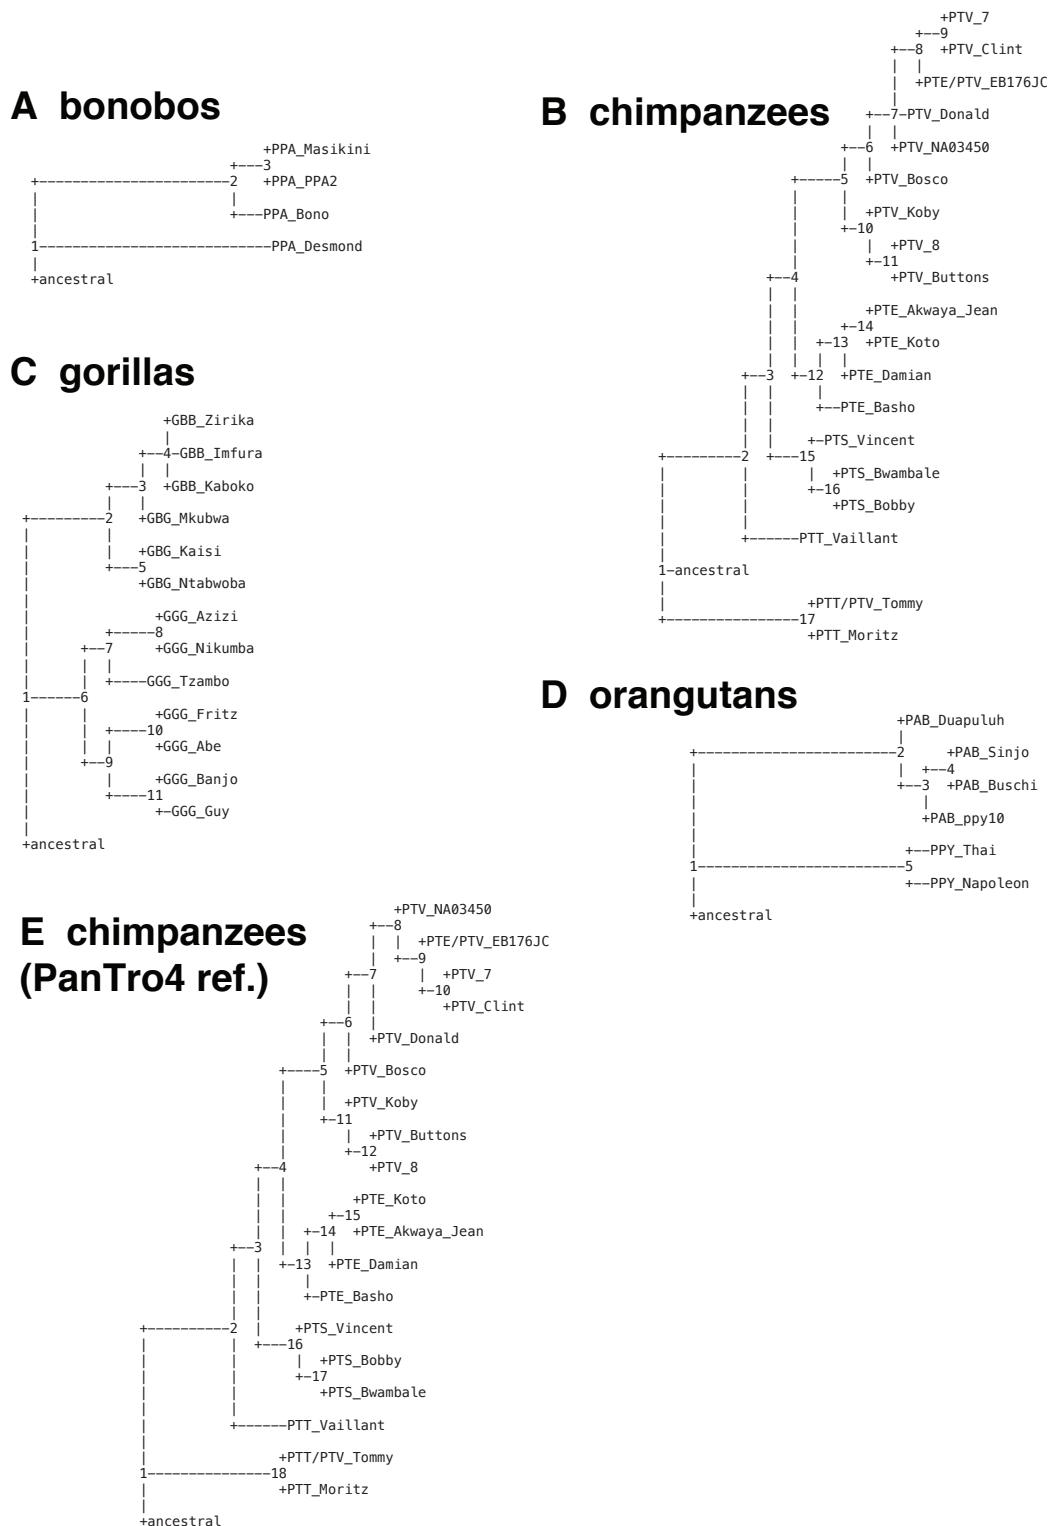 A bonobos
+PPA_Masikini
+---3
+-----------------------2 +PPA_PPA2
| |
| +---PPA_Bono
|
1---------------------------PPA_Desmond
|
+ancestral
B chimpanzees
+PTV_7
+--9
+--8 +PTV_Clint
| |
| +PTE/PTV_EB176JC
|
+--7-PTV_Donald
| |
+--6 +PTV_NA03450
| |
+-----5 +PTV_Bosco
| |
| | +PTV_Koby
| +-10
| | +PTV_8
| +-11
+--4 +PTV_Buttons
| |
| | +PTE_Akwaya_Jean
| | +-14
| | +-13 +PTE_Koto
| | | |
+--3 +-12 +PTE_Damian
| | |
| | +--PTE_Basho
| |
| | +-PTS_Vincent
+---------2 +---15
| | | +PTS_Bwambale
| | +-16
| | +PTS_Bobby
| |
| +------PTT_Vaillant
|
1-ancestral
|
| +PTT/PTV_Tommy
+----------------17
+PTT_Moritz
C gorillas
+GBB_Zirika
|
+--4-GBB_Imfura
| |
+---3 +GBB_Kaboko
| |
+---------2 +GBG_Mkubwa
| |
| | +GBG_Kaisi
| +---5
| +GBG_Ntabwoba
|
| +GGG_Azizi
| +-----8
| +--7 +GGG_Nikumba
| | |
| | +----GGG_Tzambo
1------6
| | +GGG_Fritz
| | +----10
| | | +GGG_Abe
| +--9
| | +GGG_Banjo
| +----11
| +-GGG_Guy
|
+ancestral
D orangutans
+PAB_Duapuluh
|
+------------------------2 +PAB_Sinjo
| | +--4
| +--3 +PAB_Buschi
| |
| +PAB_ppy10
|
| +--PPY_Thai
1-------------------------5
| +--PPY_Napoleon
|
+ancestral
E chimpanzees
(PanTro4 ref.)
+PTV_NA03450
+--8
| | +PTE/PTV_EB176JC
| +--9
+--7 | +PTV_7
| | +-10
| | +PTV_Clint
+--6 |
| | +PTV_Donald
| |
+----5 +PTV_Bosco
| |
| | +PTV_Koby
| +-11
| | +PTV_Buttons
| +-12
+--4 +PTV_8
| |
| | +PTE_Koto
| | +-15
| | +-14 +PTE_Akwaya_Jean
+--3 | | |
| | +-13 +PTE_Damian
| | |
| | +-PTE_Basho
| |
+----------2 | +PTS_Vincent
| | +---16
| | | +PTS_Bobby
| | +-17
| | +PTS_Bwambale
| |
| +------PTT_Vaillant
|
| +PTT/PTV_Tommy
1---------------18
| +PTT_Moritz
|
+ancestral